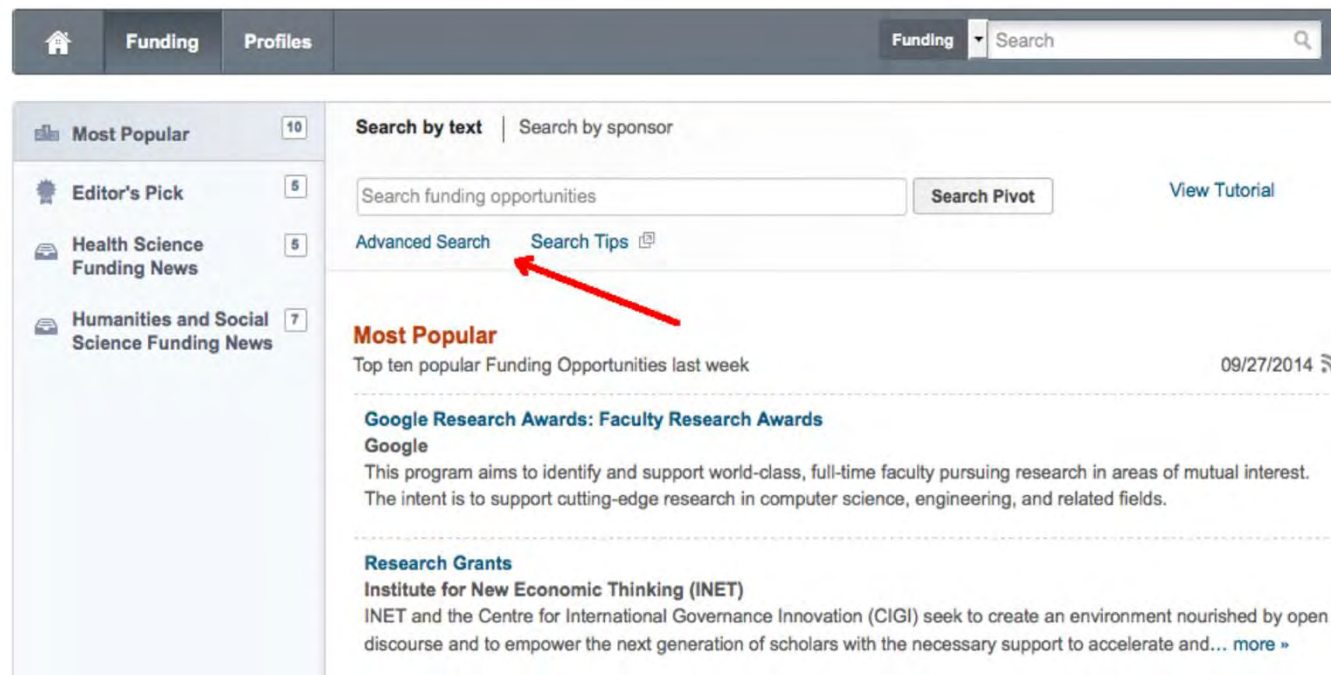 Funding Profiles Funding Search
Most Popular 10
Editor's Pick 5
Health Science 5
Funding News
Humanities and Social 7
Science Funding News
Search by text | Search by sponsor
Search funding opportunities Search Pivot View Tutorial
Advanced Search Search Tips
Most Popular
Top ten popular Funding Opportunities last week 09/27/2014
Google Research Awards: Faculty Research Awards
Google
This program aims to identify and support world-class, full-time faculty pursuing research in areas of mutual interest.
The intent is to support cutting-edge research in computer science, engineering, and related fields.
Research Grants
Institute for New Economic Thinking (INET)
INET and the Centre for International Governance Innovation (CIGI) seek to create an environment nourished by open
discourse and to empower the next generation of scholars with the necessary support to accelerate and... more »